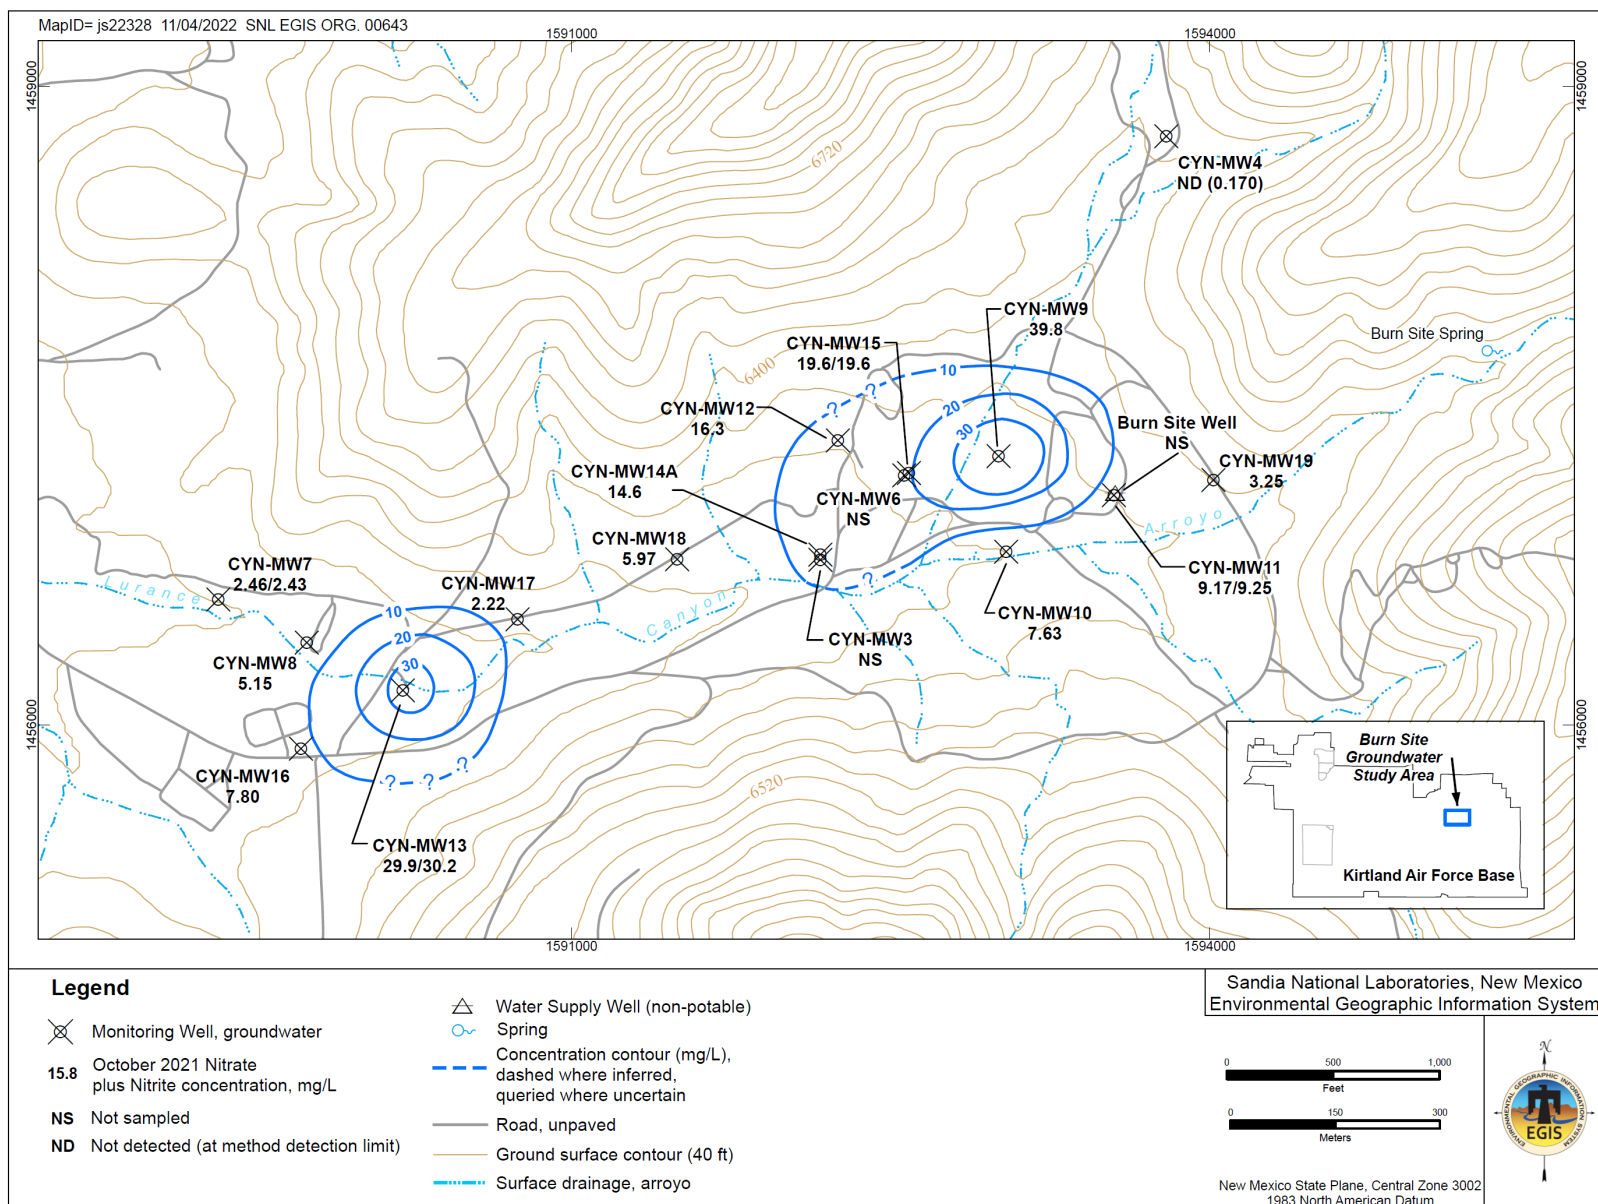 MapID= js22328  11/04/2022  SNL EGIS ORG. 00643
1591000
1594000
1459000
1459000
6720
CYN-MW4
ND (0.170)
CYN-MW9
39.8
Burn Site Spring
CYN-MW15
19.6/19.6
6400
10
?
?
CYN-MW12
16.3
20
30
Burn Site Well
NS
CYN-MW19
3.25
CYN-MW14A
14.6
CYN-MW6
NS
Arroyo
CYN-MW18
5.97
CYN-MW7
2.46/2.43
CYN-MW17
2.22
CYN-MW11
9.17/9.25
?
Lurance
Canyon
10
20
30
CYN-MW10
7.63
CYN-MW3
NS
CYN-MW8
5.15
1456000
1456000
CYN-MW16
7.80
?
?
?
6520
CYN-MW13
29.9/30.2
Burn Site
Groundwater
Study Area
Kirtland Air Force Base
1591000
1594000
Legend
Monitoring Well, groundwater
15.8
October 2021 Nitrate
plus Nitrite concentration, mg/L
NS Not sampled
ND Not detected (at method detection limit)
Water Supply Well (non-potable)
Spring
Concentration contour (mg/L),
dashed where inferred,
queried where uncertain
Road, unpaved
Ground surface contour (40 ft)
Surface drainage, arroyo
Sandia National Laboratories, New Mexico
Environmental Geographic Information System
0 500 1,000
Feet
0 150 300
Meters
N
ENVIRONMENTAL GEOGRAPHIC INFORMATION SYSTEM
EGIS
New Mexico State Plane, Central Zone 3002
1983 North American Datum